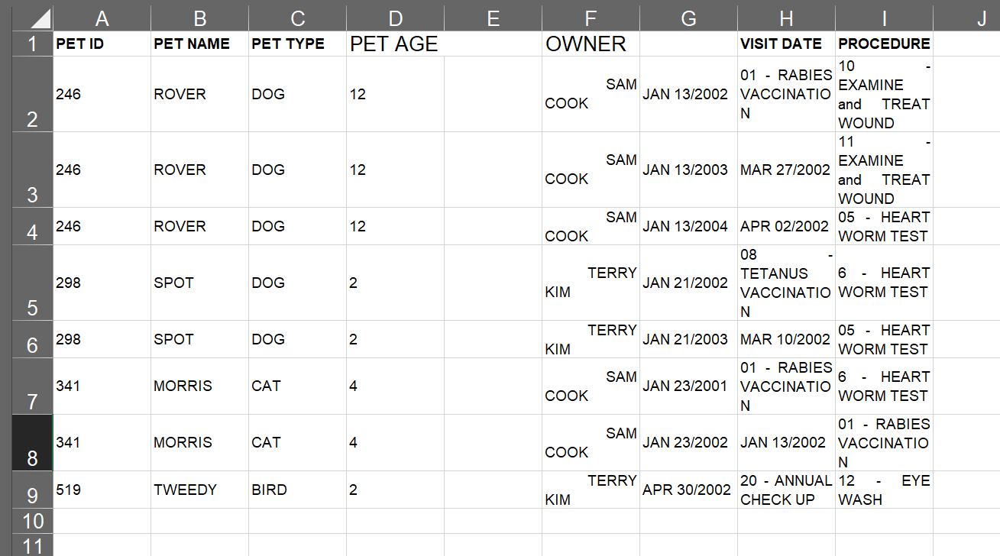 A B C D E F G H I J
1 PET ID PET NAME PET TYPE PET AGE OWNER VISIT DATE PROCEDURE
2 246 ROVER DOG 12 SAM COOK JAN 13/2002 01 - RABIES VACCINATION 10 - EXAMINE and TREAT WOUND
3 246 ROVER DOG 12 SAM COOK JAN 13/2003 MAR 27/2002 11 - EXAMINE and TREAT WOUND
4 246 ROVER DOG 12 SAM COOK JAN 13/2004 APR 02/2002 05 - HEART WORM TEST
5 298 SPOT DOG 2 TERRY KIM JAN 21/2002 08 - TETANUS VACCINATION 6 - HEART WORM TEST
6 298 SPOT DOG 2 TERRY KIM JAN 21/2003 MAR 10/2002 05 - HEART WORM TEST
7 341 MORRIS CAT 4 SAM COOK JAN 23/2001 01 - RABIES VACCINATION 6 - HEART WORM TEST
8 341 MORRIS CAT 4 SAM COOK JAN 23/2002 JAN 13/2002 01 - RABIES VACCINATION
9 519 TWEEDY BIRD 2 TERRY KIM APR 30/2002 20 - ANNUAL CHECK UP 12 - EYE WASH
10
11